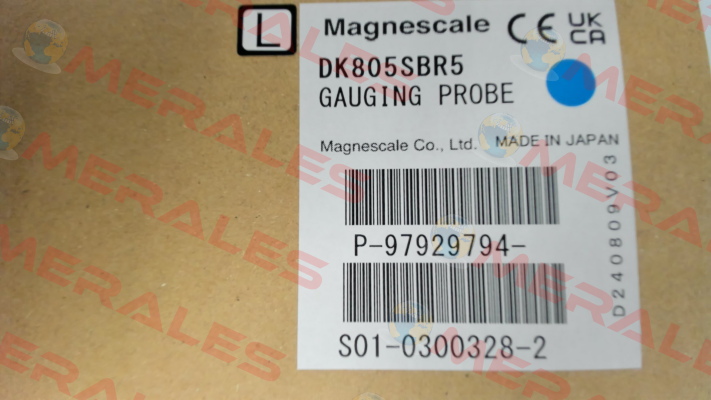 L
Magnescale CE UK
CA
DK805SBR5
GAUGING PROBE
Magnescale Co., Ltd. MADE IN JAPAN
P-97929794-
S01-0300328-2
D240809V03
MERALES
MERALES
MERALES
MERALES
MERALES